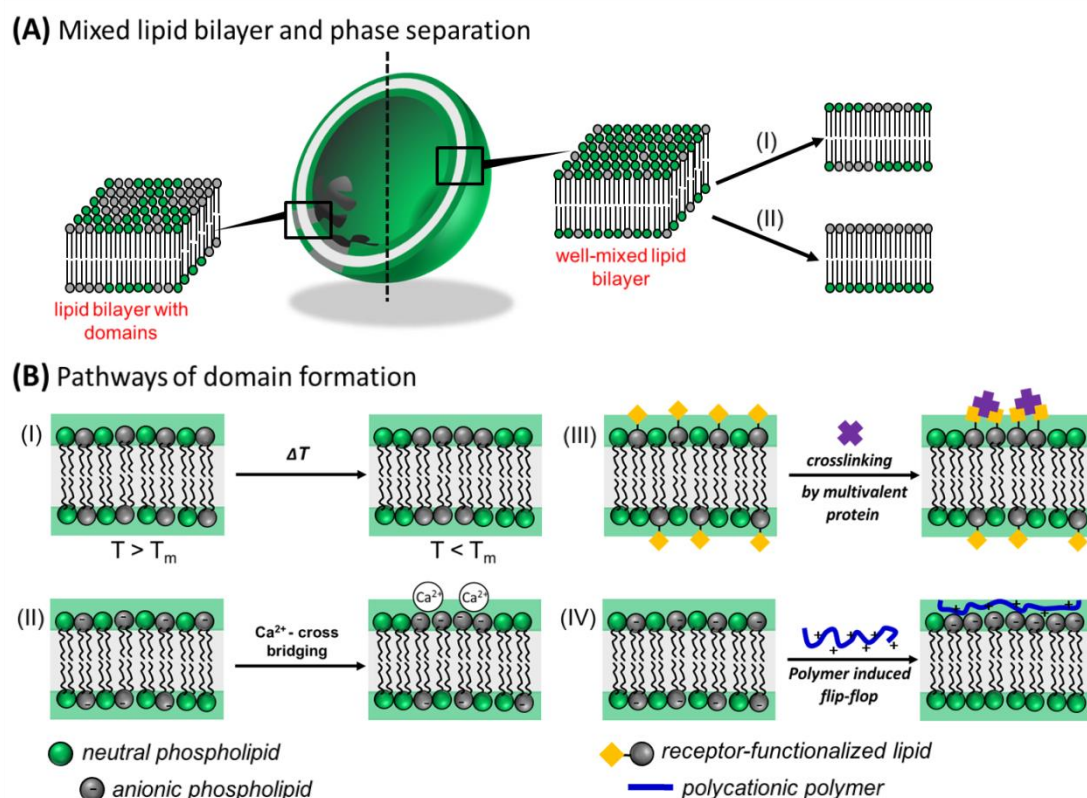 (A) Mixed lipid bilayer and phase separation
(I)
(II)
well-mixed lipid
bilayer
lipid bilayer with
domains
(B) Pathways of domain formation
(I)
ΔT
T > Tm
T < Tm
(III)
crosslinking
by multivalent
protein
(II)
- - - -
- - - -
Ca²⁺ - cross
bridging
Ca²⁺ Ca²⁺
- - - -
- - - -
(IV)
- - - -
- - - -
+ + + + + + +
Polymer induced
flip-flop
+ + + + +
- - - - - - - -
neutral phospholipid
- anionic phospholipid
receptor-functionalized lipid
polycationic polymer